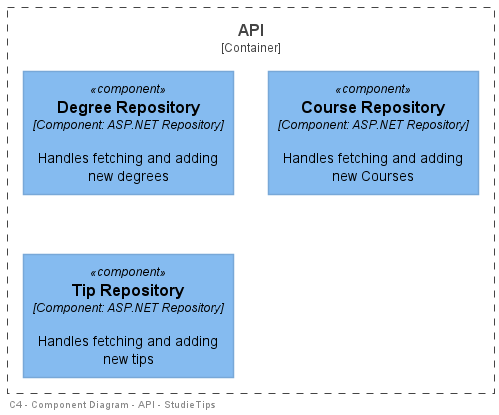 API
[Container]
«component»
Degree Repository
[Component: ASP.NET Repository]
Handles fetching and adding
new degrees
«component»
Course Repository
[Component: ASP.NET Repository]
Handles fetching and adding
new Courses
«component»
Tip Repository
[Component: ASP.NET Repository]
Handles fetching and adding
new tips
C4 - Component Diagram - API - StudieTips